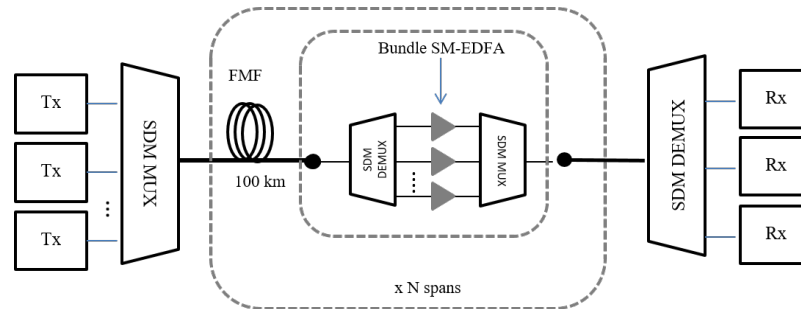 Bundle SM-EDFA
FMF
Tx
Tx
...
Tx
SDM MUX
100 km
SDM
DEMUX
.....
SDM MUX
SDM DEMUX
Rx
Rx
Rx
x N spans